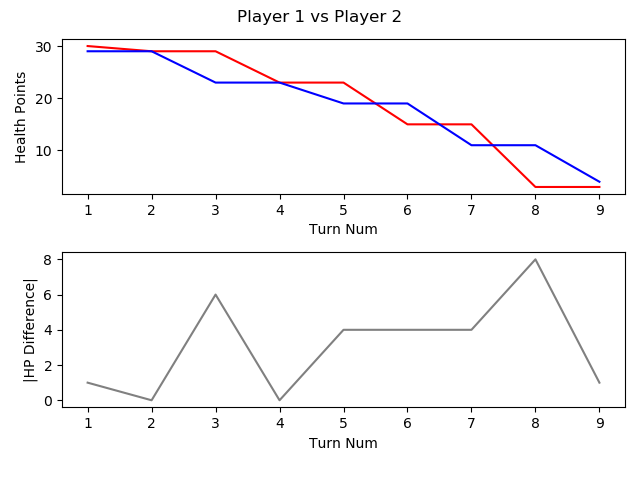 Player 1 vs Player 2
30
20
10
Health Points
1 2 3 4 5 6 7 8 9
Turn Num
8
6
4
2
0
|HP Difference|
1 2 3 4 5 6 7 8 9
Turn Num